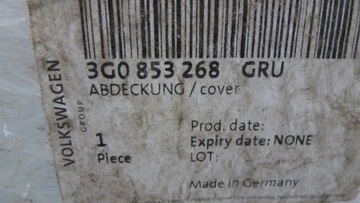 VOLKSWAGEN
GROUP
3G0 853 268 GRU
ABDECKUNG / cover
1
Piece
Prod. date:
Expiry date: NONE
LOT:
Made in Germany